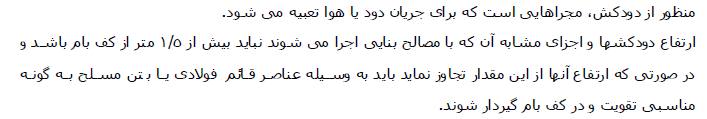 منظور از دودکش، مجراهایی است که برای جریان دود یا هوا تعبیه می شود.
ارتفاع دودکشها و اجزای مشابه آن که با مصالح بنایی اجرا می شوند نباید بیش از ۱/۵ متر از کف بام باشد و
در صورتی که ارتفاع آنها از این مقدار تجاوز نماید باید به وسیله عناصر قائم فولادی یا بتن مسلح به گونه
مناسبی تقویت و در کف بام گیردار شوند.